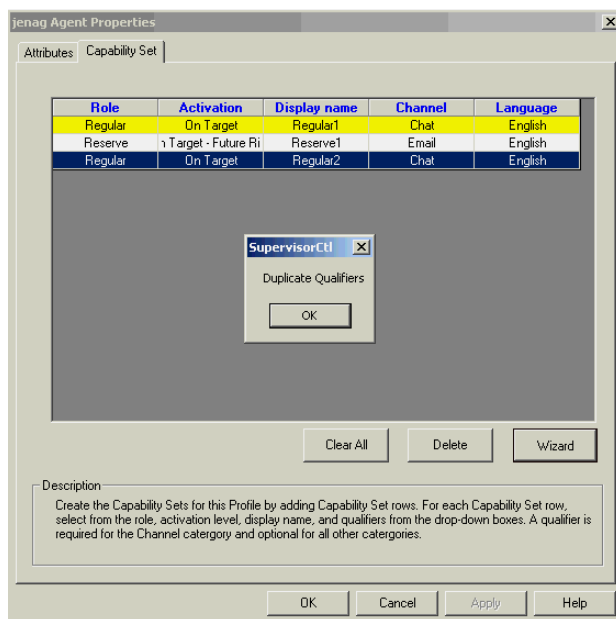 jenag Agent Properties
Attributes Capability Set
Role Activation Display name Channel Language
Regular On Target Regular1 Chat English
Reserve Target - Future Ri Reserve1 Email English
Regular On Target Regular2 Chat English
SupervisorCtl
Duplicate Qualifiers
OK
Clear All Delete Wizard
Description
Create the Capability Sets for this Profile by adding Capability Set rows. For each Capability Set row,
select from the role, activation level, display name, and qualifiers from the drop-down boxes. A qualifier is
required for the Channel catergory and optional for all other catergories.
OK Cancel Apply Help